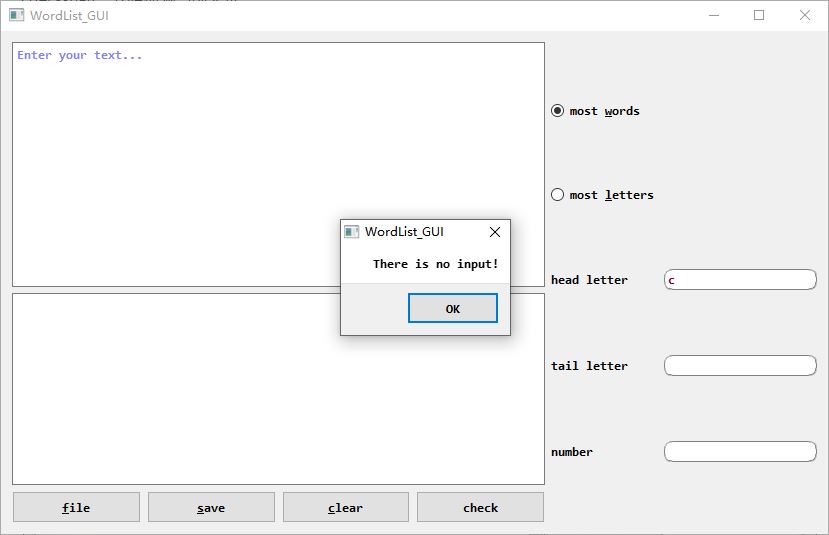 WordList_GUI
Enter your text...
most words
most letters
WordList_GUI
There is no input!
OK
head letter c
tail letter
number
file save clear check